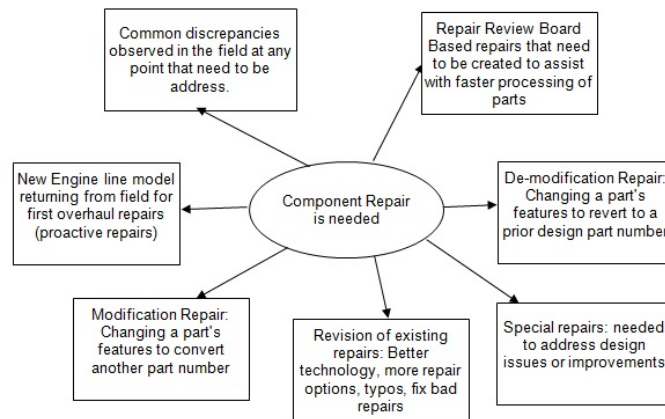 Common discrepancies
observed in the field at any
point that need to be
address.
Repair Review Board
Based repairs that need
to be created to assist
with faster processing of
parts
New Engine line model
returning from field for
first overhaul repairs
(proactive repairs)
Component Repair
is needed
De-modification Repair:
Changing a part's
features to revert to a
prior design part number
Modification Repair:
Changing a part's
features to convert
another part number
Revision of existing
repairs: Better
technology, more repair
options, typos, fix bad
repairs
Special repairs: needed
to address design
issues or improvements